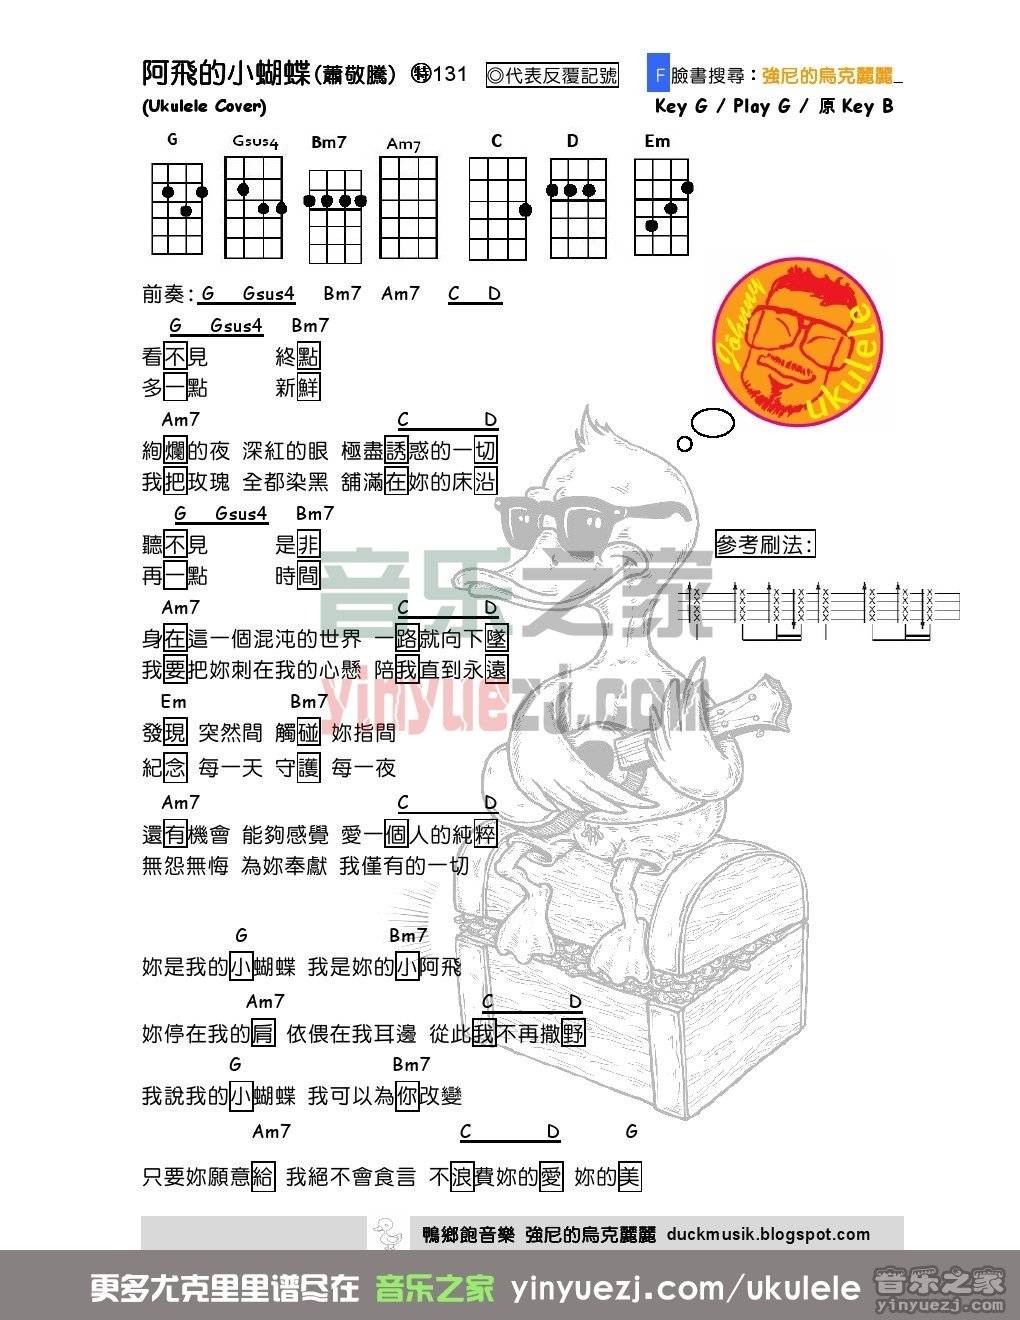 阿飛的小蝴蝶(蕭敬騰) ㊕131 ◎代表反覆記號 F 臉書搜尋：強尼的烏克麗麗_
(Ukulele Cover) Key G / Play G / 原 Key B
G Gsus4 Bm7 Am7 C D Em
前奏: G Gsus4 Bm7 Am7 C D
G Gsus4 Bm7
看不見 終點
多一點 新鮮
Am7 C D
絢爛的夜 深紅的眼 極盡誘惑的一切
我把玫瑰 全都染黑 舖滿在妳的床沿
G Gsus4 Bm7
聽不見 是非
再一點 時間
Am7 C D
身在這一個混沌的世界 一路就向下墜
我要把妳刺在我的心懸 陪我直到永遠
Em Bm7
發現 突然間 觸碰 妳指間
紀念 每一天 守護 每一夜
Am7 C D
還有機會 能夠感覺 愛一個人的純粹
無怨無悔 為妳奉獻 我僅有的一切
G Bm7
妳是我的小蝴蝶 我是妳的小阿飛
Am7 C D
妳停在我的肩 依偎在我耳邊 從此我不再撒野
G Bm7
我說我的小蝴蝶 我可以為你改變
Am7 C D G
只要妳願意給 我絕不會食言 不浪費妳的愛 妳的美
Johnny
ukulele
參考刷法:
音乐之家
yinyuezj.com
鴨鄉飽音樂 強尼的烏克麗麗 duckmusik.blogspot.com
更多尤克里里谱尽在 音乐之家 yinyuezj.com/ukulele
音乐之家
yinyuezj.com